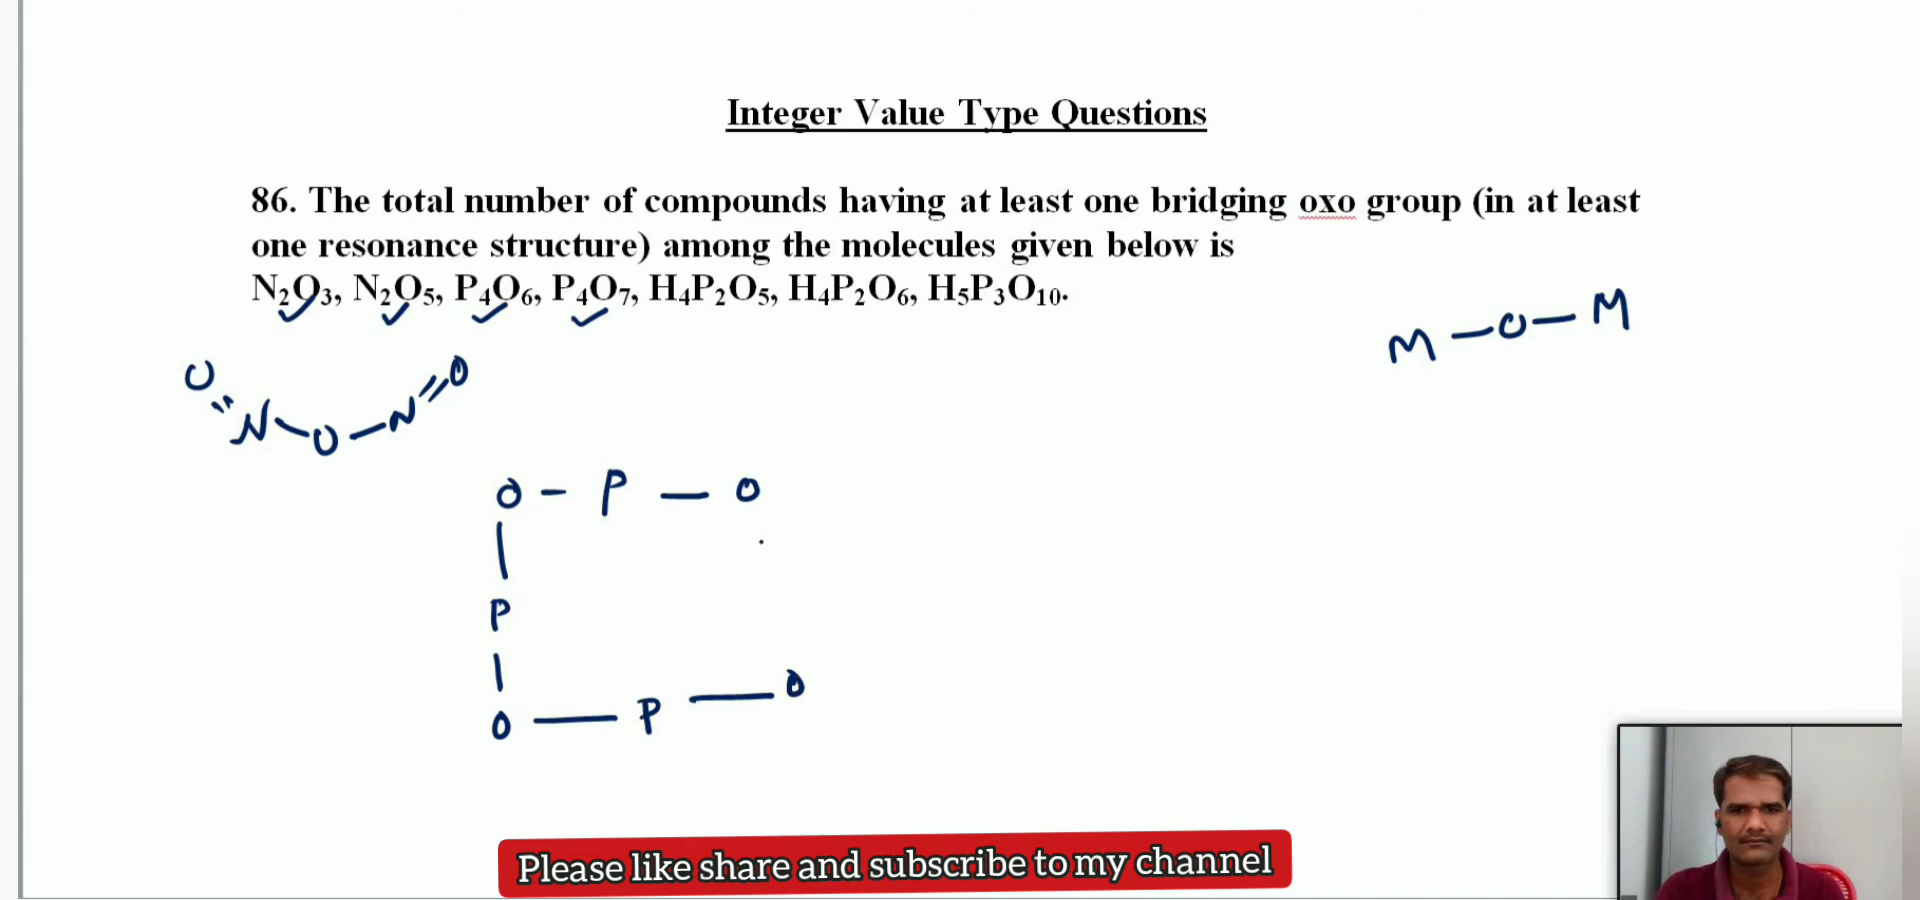 Integer Value Type Questions
86. The total number of compounds having at least one bridging oxo group (in at least
one resonance structure) among the molecules given below is
N₂O₃, N₂O₅, P₄O₆, P₄O₇, H₄P₂O₅, H₄P₂O₆, H₅P₃O₁₀.
M — O — M
O = N — O — N = O
O - P — O
|
P
|
O — P — O
Please like share and subscribe to my channel